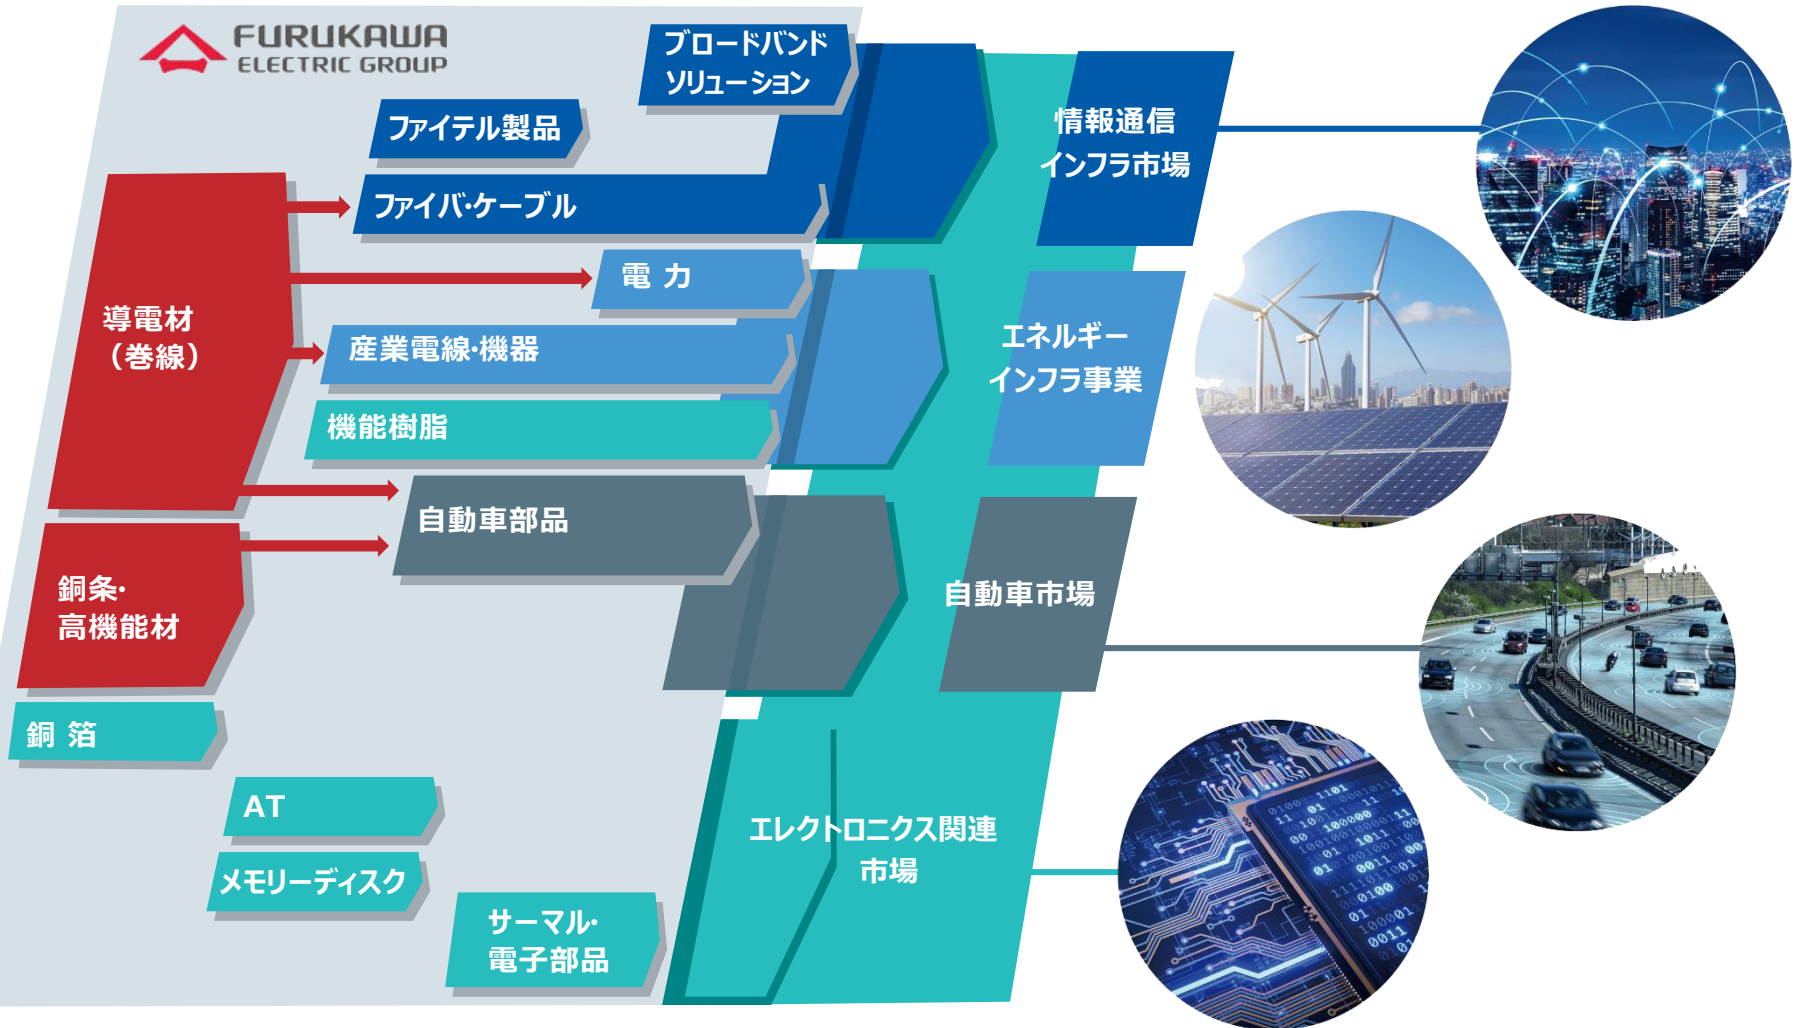 FURUKAWA
ELECTRIC GROUP
ブロードバンド
ソリューション
ファイテル製品
ファイバ・ケーブル
情報通信
インフラ市場
導電材
（巻線）
電 力
産業電線・機器
機能樹脂
エネルギー
インフラ事業
自動車部品
銅条・
高機能材
自動車市場
銅 箔
AT
メモリーディスク
サーマル・
電子部品
エレクトロニクス関連
市場